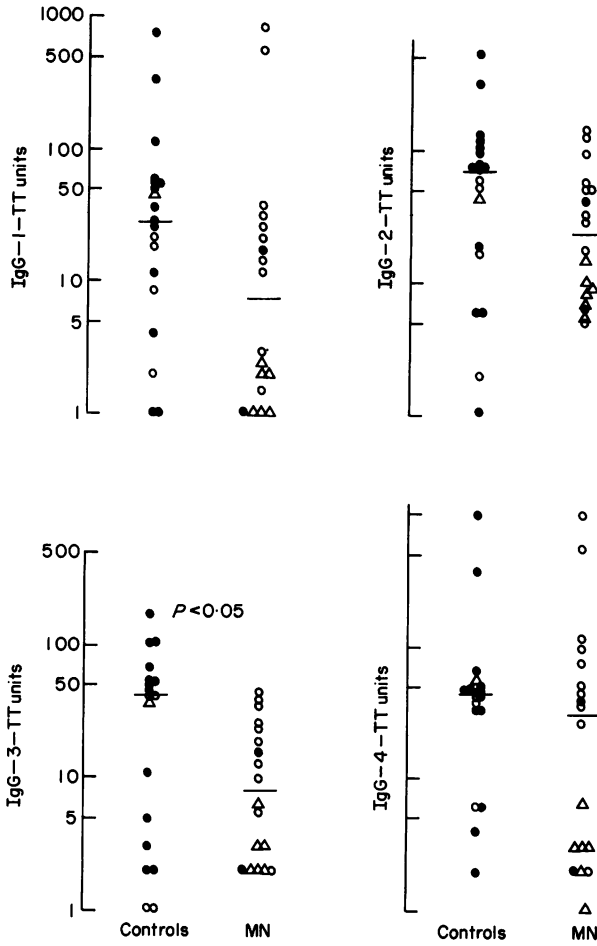 1000
500
100
50
10
5
1
IgG-1-TT units
IgG-2-TT units
500
100
50
10
5
1
IgG-3-TT units
P<0·05
Controls
MN
IgG-4-TT units
Controls
MN